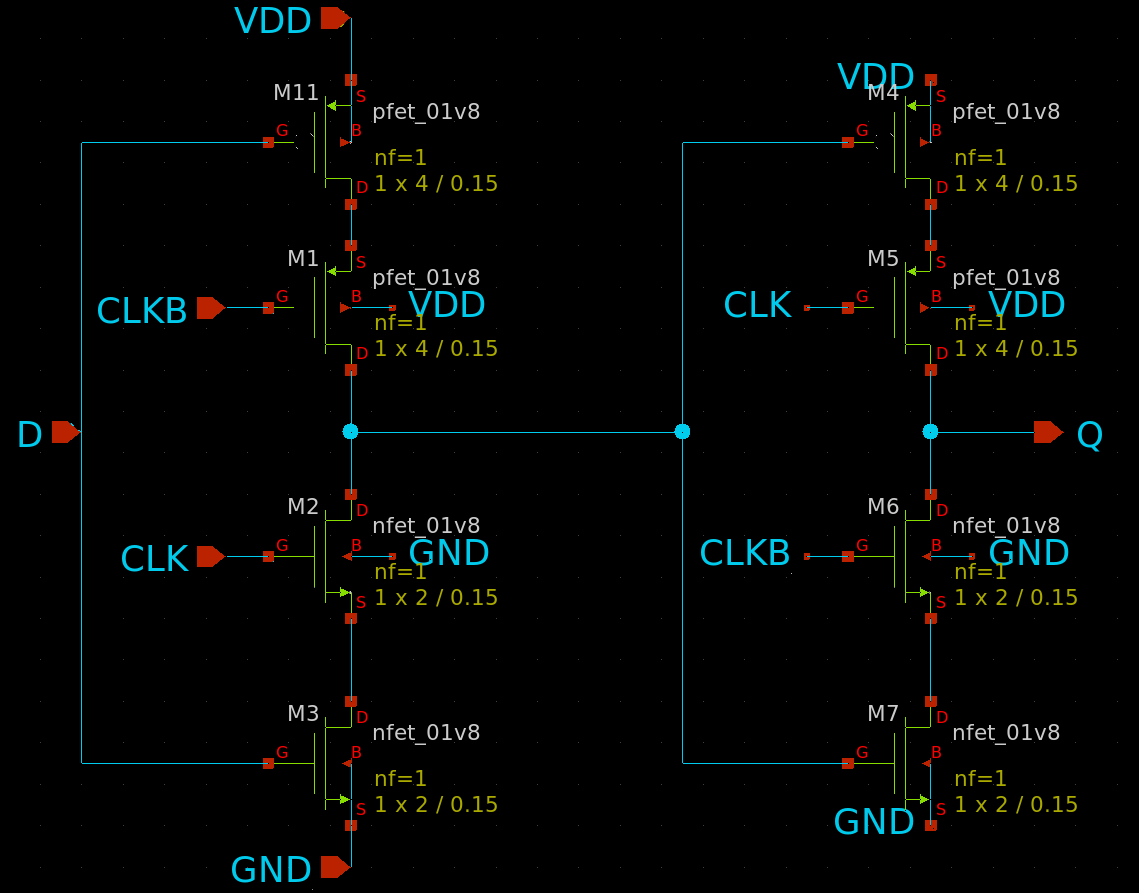 VDD
VDD
M11
S
pfet_01v8
G
B
nf=1
1 x 4 / 0.15
D
M4
S
pfet_01v8
G
B
nf=1
1 x 4 / 0.15
D
M1
S
pfet_01v8
CLKB
G
B
VDD
nf=1
1 x 4 / 0.15
D
M5
S
pfet_01v8
CLK
G
B
VDD
nf=1
1 x 4 / 0.15
D
D
Q
M2
D
nfet_01v8
CLK
G
B
GND
nf=1
1 x 2 / 0.15
S
M6
D
nfet_01v8
CLKB
G
B
GND
nf=1
1 x 2 / 0.15
S
M3
D
nfet_01v8
G
B
nf=1
1 x 2 / 0.15
S
M7
D
nfet_01v8
G
B
nf=1
1 x 2 / 0.15
S
GND
GND